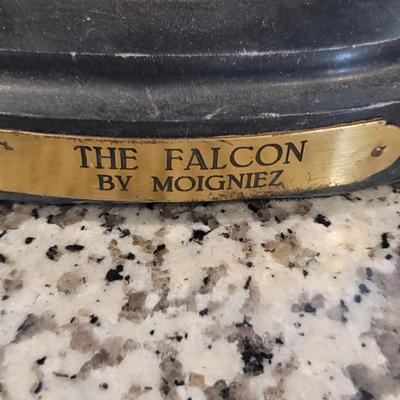 THE FALCON
BY MOIGNIEZ